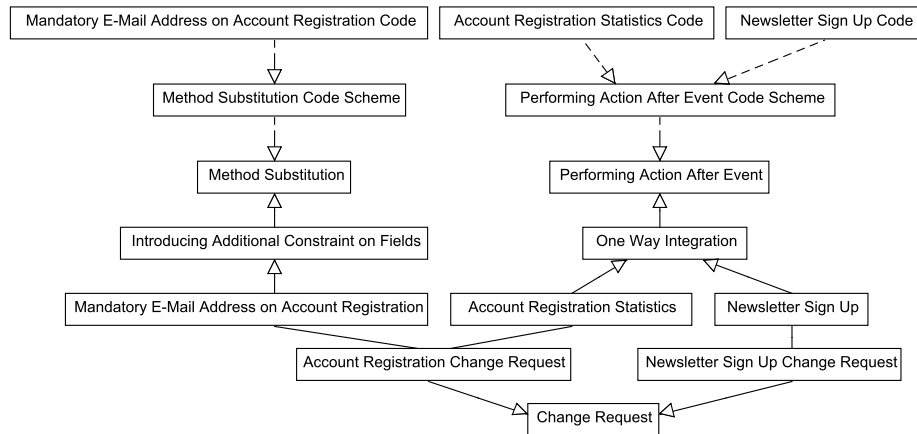 Mandatory E-Mail Address on Account Registration Code
Account Registration Statistics Code
Newsletter Sign Up Code
Method Substitution Code Scheme
Performing Action After Event Code Scheme
Method Substitution
Performing Action After Event
Introducing Additional Constraint on Fields
One Way Integration
Mandatory E-Mail Address on Account Registration
Account Registration Statistics
Newsletter Sign Up
Account Registration Change Request
Newsletter Sign Up Change Request
Change Request